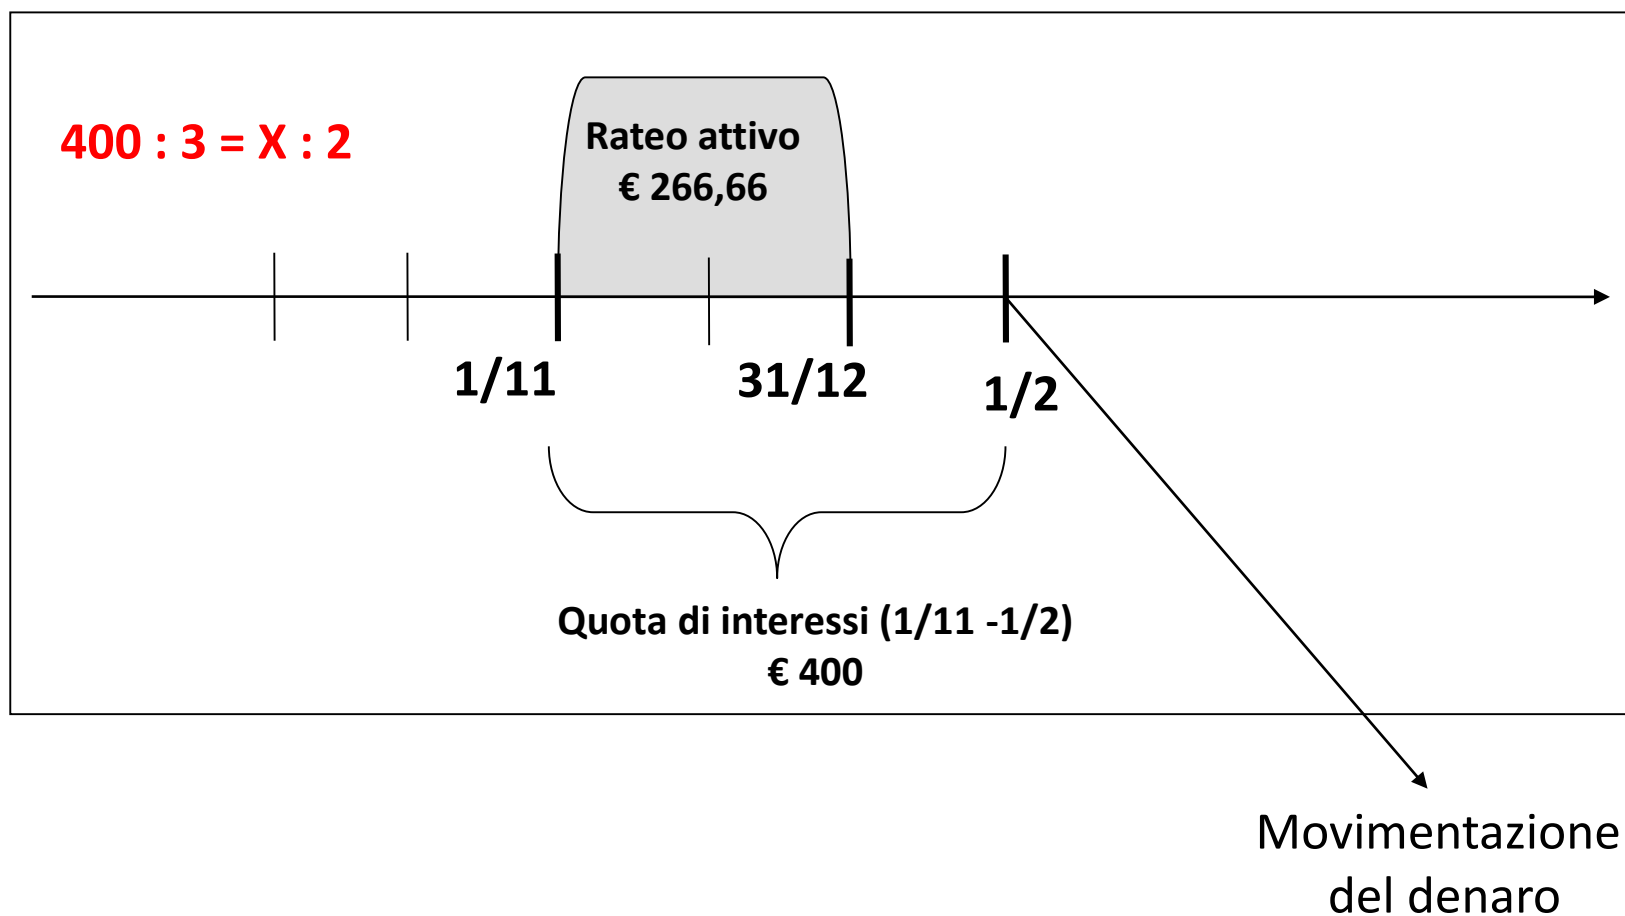 400 : 3 = X : 2
Rateo attivo
€ 266,66
1/11
31/12
1/2
Quota di interessi (1/11 -1/2)
€ 400
Movimentazione
del denaro